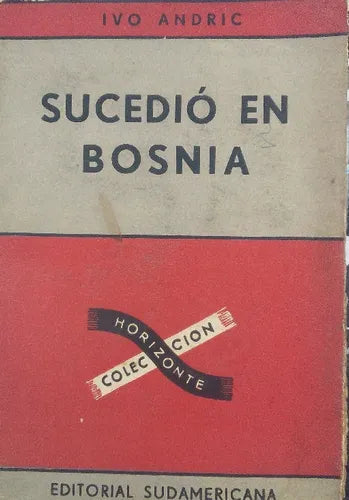 IVO ANDRIC
SUCEDIÓ EN
BOSNIA
COLECCION
HORIZONTE
EDITORIAL SUDAMERICANA